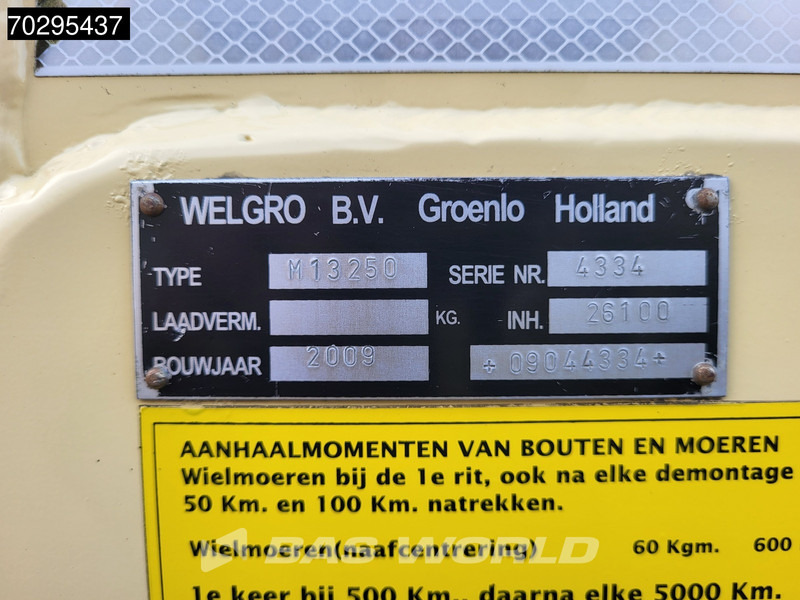 70295437
WELGRO B.V. Groenlo Holland
TYPE M13250 SERIE NR. 4334
LAADVERM. KG. INH. 26100
BOUWJAAR 2009 +09044334+
AANHAALMOMENTEN VAN BOUTEN EN MOEREN
Wielmoeren bij de 1e rit, ook na elke demontage
50 Km. en 100 Km. natrekken.
Wielmoeren(naafcentrering) 60 Kgm. 600
BAS WORLD
1e keer bij 500 Km., daarna elke 5000 Km.